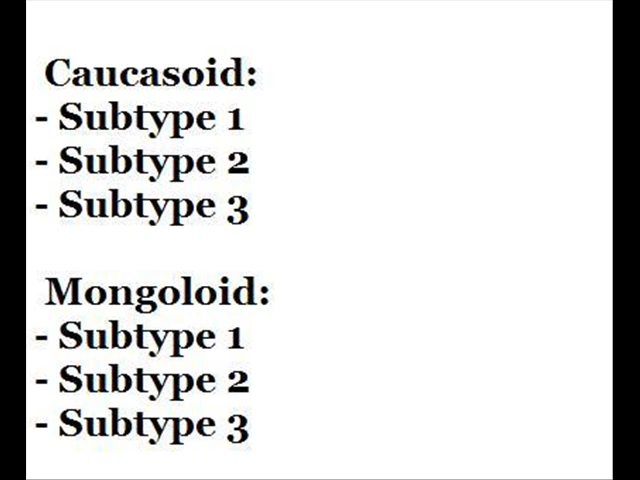 Caucasoid:
- Subtype 1
- Subtype 2
- Subtype 3
Mongoloid:
- Subtype 1
- Subtype 2
- Subtype 3